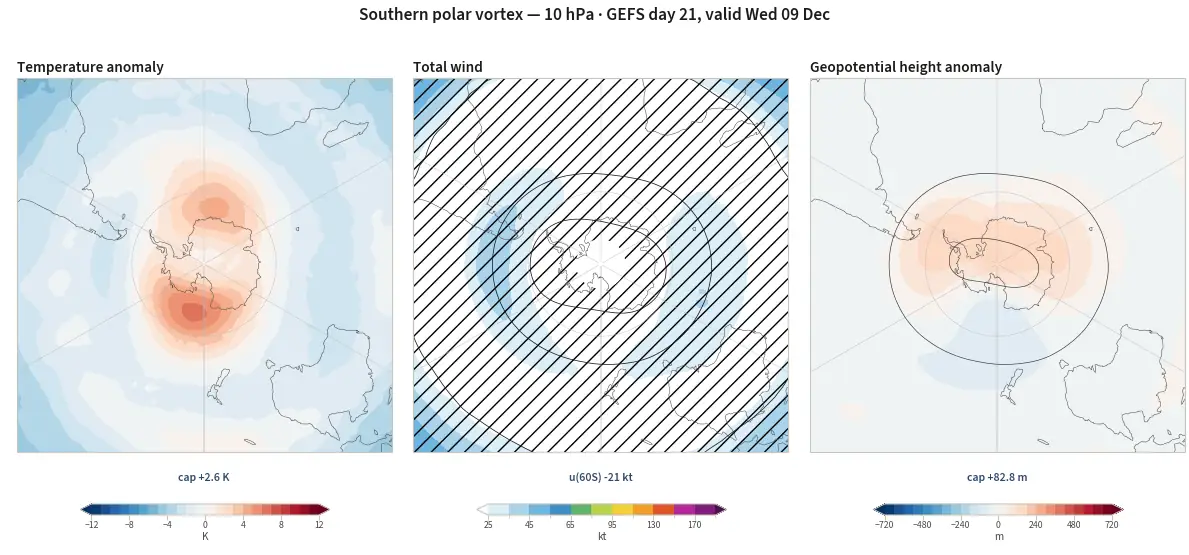 Southern polar vortex — 10 hPa · GEFS day 21, valid Wed 09 Dec
Temperature anomaly
Total wind
Geopotential height anomaly
cap +2.6 K
u(60S) -21 kt
cap +82.8 m
−12 −8 −4 0 4 8 12
K
25 45 65 95 130 170
kt
−720 −480 −240 0 240 480 720
m